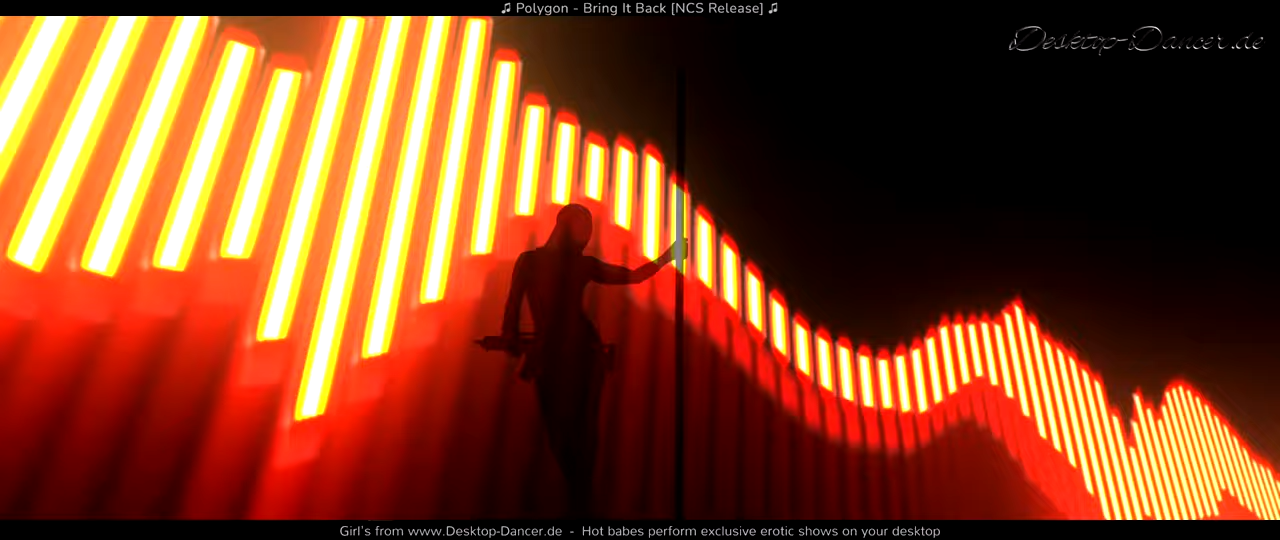 ♫ Polygon - Bring It Back [NCS Release] ♫
Desktop-Dancer.de
Girl's from www.Desktop-Dancer.de - Hot babes perform exclusive erotic shows on your desktop